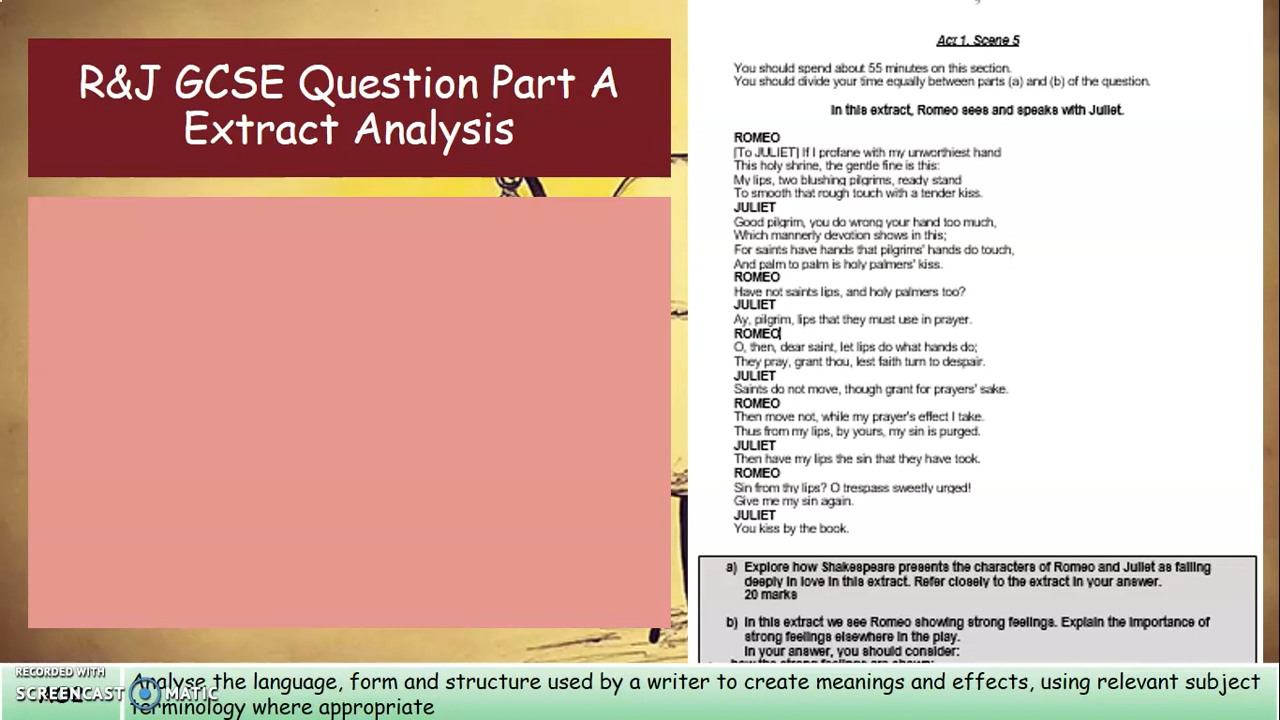 R&J GCSE Question Part A
Extract Analysis
Act 1, Scene 5
You should spend about 55 minutes on this section.
You should divide your time equally between parts (a) and (b) of the question.
In this extract, Romeo sees and speaks with Juliet.
ROMEO
[To JULIET] If I profane with my unworthiest hand
This holy shrine, the gentle fine is this:
My lips, two blushing pilgrims, ready stand
To smooth that rough touch with a tender kiss.
JULIET
Good pilgrim, you do wrong your hand too much,
Which mannerly devotion shows in this;
For saints have hands that pilgrims' hands do touch,
And palm to palm is holy palmers' kiss.
ROMEO
Have not saints lips, and holy palmers too?
JULIET
Ay, pilgrim, lips that they must use in prayer.
ROMEO
O, then, dear saint, let lips do what hands do;
They pray, grant thou, lest faith turn to despair.
JULIET
Saints do not move, though grant for prayers' sake.
ROMEO
Then move not, while my prayer's effect I take.
Thus from my lips, by yours, my sin is purged.
JULIET
Then have my lips the sin that they have took.
ROMEO
Sin from thy lips? O trespass sweetly urged!
Give me my sin again.
JULIET
You kiss by the book.
a) Explore how Shakespeare presents the characters of Romeo and Juliet as falling
deeply in love in this extract. Refer closely to the extract in your answer.
20 marks
b) In this extract we see Romeo showing strong feelings. Explain the importance of
strong feelings elsewhere in the play.
In your answer, you should consider:
how the strong feelings are shown;
RECORDED WITH
SCREENCAST MATIC
Analyse the language, form and structure used by a writer to create meanings and effects, using relevant subject
terminology where appropriate